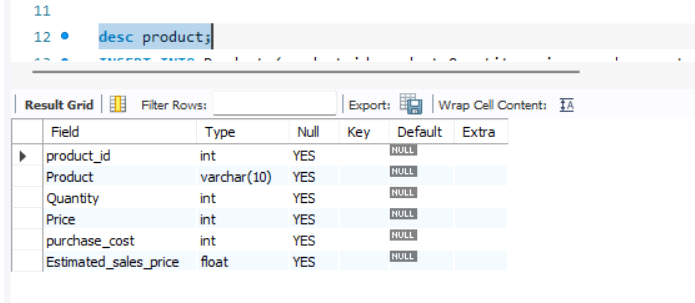 11
12 desc product;
Result Grid Filter Rows: Export: Wrap Cell Content:
Field Type Null Key Default Extra
product_id int YES NULL
Product varchar(10) YES NULL
Quantity int YES NULL
Price int YES NULL
purchase_cost int YES NULL
Estimated_sales_price float YES NULL